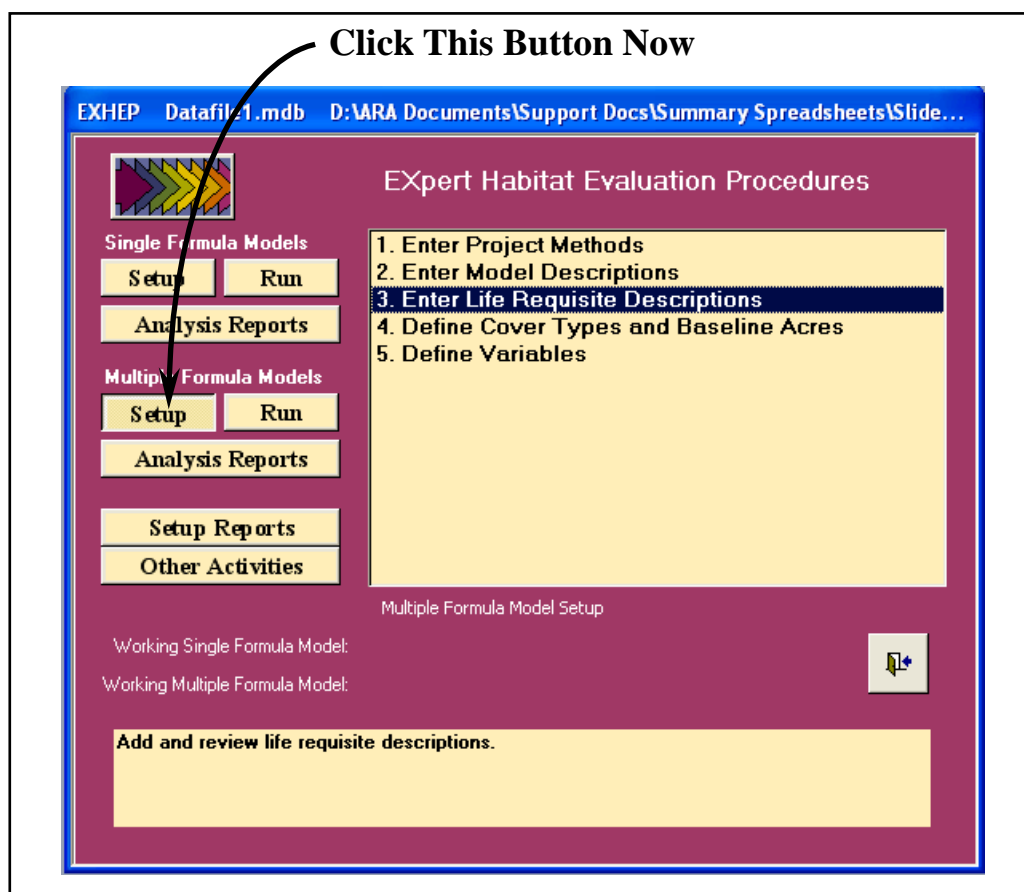 Click This Button Now
EXHEP Datafile1.mdb D:\ARA Documents\Support Docs\Summary Spreadsheets\Slide...
EXpert Habitat Evaluation Procedures
Single Formula Models
Setup Run
Analysis Reports
Multiple Formula Models
Setup Run
Analysis Reports
Setup Reports
Other Activities
1. Enter Project Methods
2. Enter Model Descriptions
3. Enter Life Requisite Descriptions
4. Define Cover Types and Baseline Acres
5. Define Variables
Multiple Formula Model Setup
Working Single Formula Model:
Working Multiple Formula Model:
Add and review life requisite descriptions.